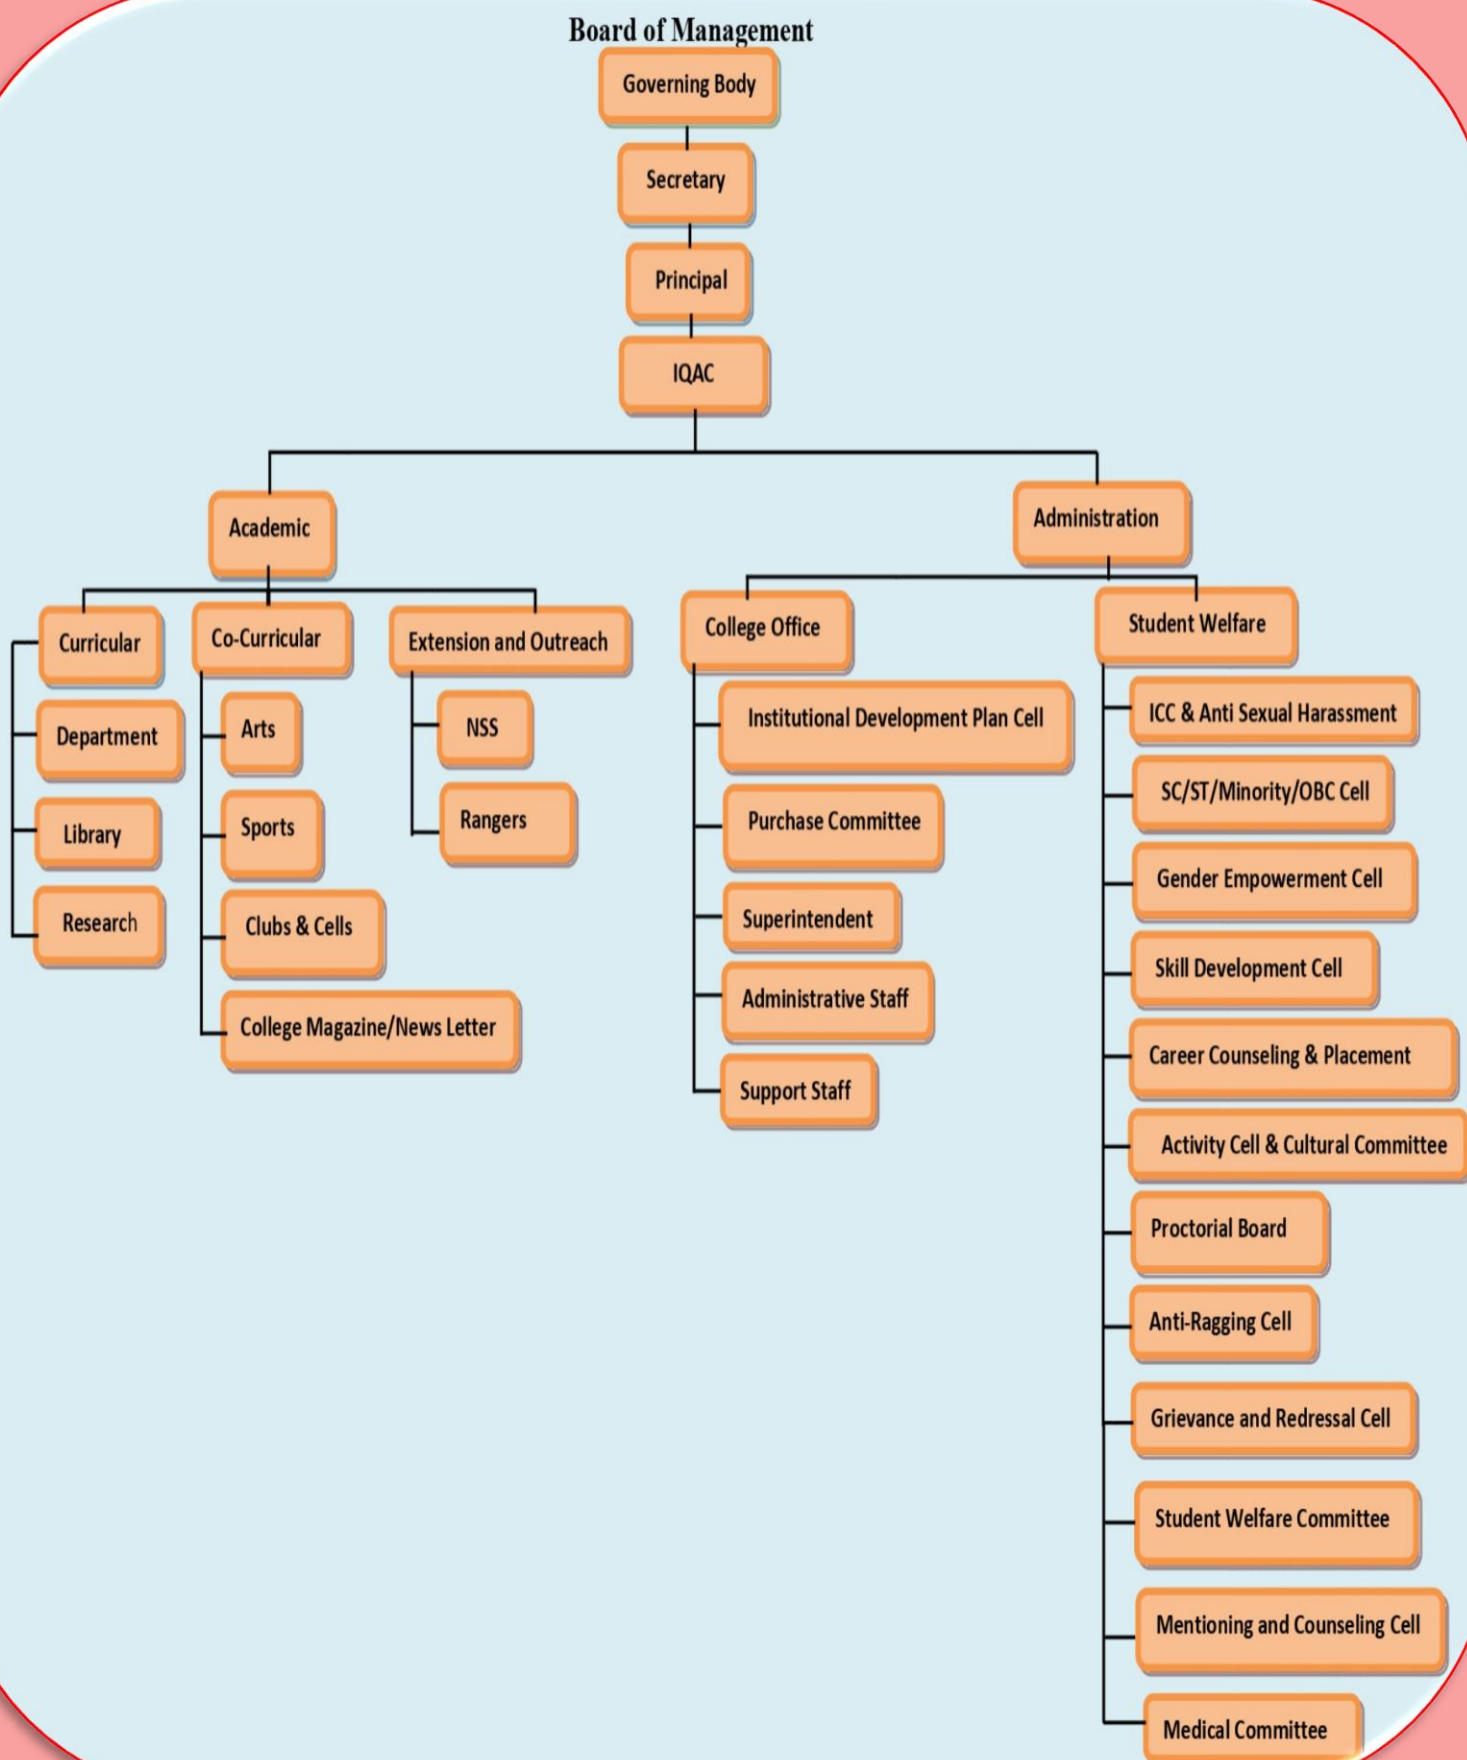 Board of Management
Governing Body
Secretary
Principal
IQAC
Academic
Administration
Curricular
Department
Library
Research
Co-Curricular
Arts
Sports
Clubs & Cells
College Magazine/News Letter
Extension and Outreach
NSS
Rangers
College Office
Institutional Development Plan Cell
Purchase Committee
Superintendent
Administrative Staff
Support Staff
Student Welfare
ICC & Anti Sexual Harassment
SC/ST/Minority/OBC Cell
Gender Empowerment Cell
Skill Development Cell
Career Counseling & Placement
Activity Cell & Cultural Committee
Proctorial Board
Anti-Ragging Cell
Grievance and Redressal Cell
Student Welfare Committee
Mentioning and Counseling Cell
Medical Committee